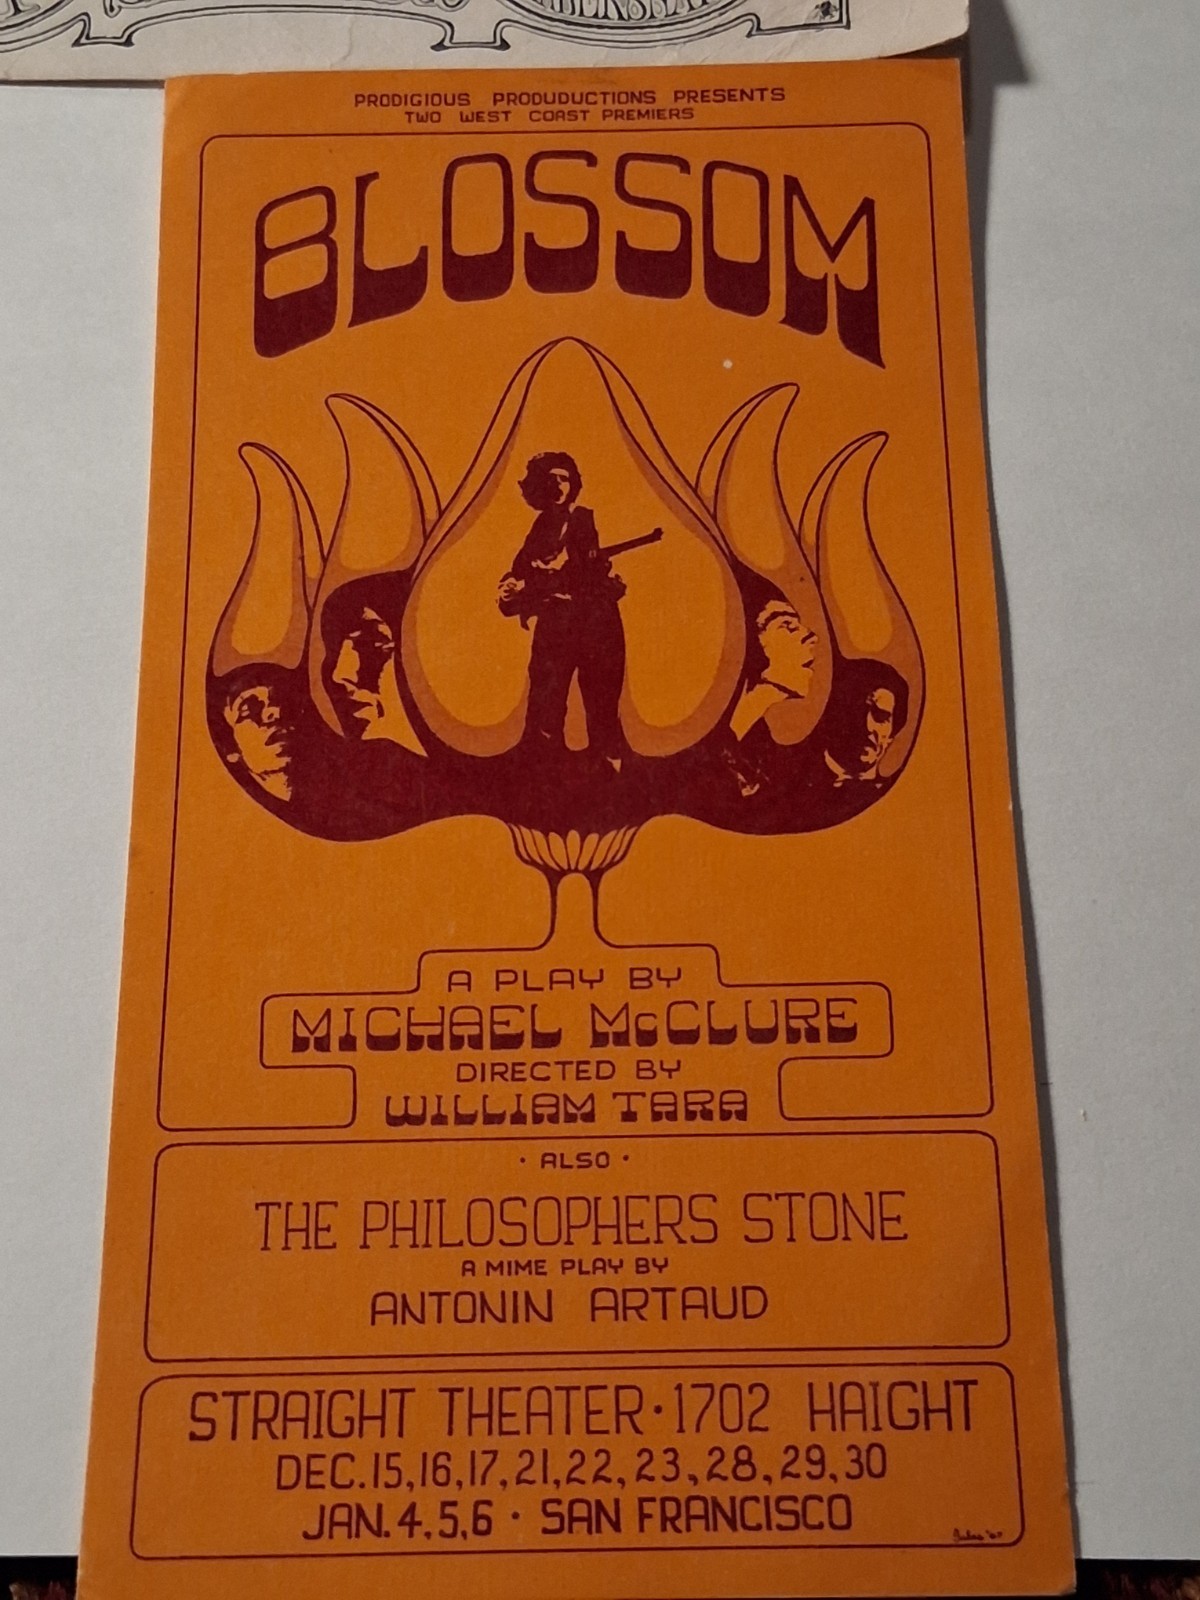 PRODIGIOUS PRODUDUCTIONS PRESENTS
TWO WEST COAST PREMIERS
BLOSSOM
A PLAY BY
MICHAEL McCLURE
DIRECTED BY
WILLIAM TARA
· ALSO ·
THE PHILOSOPHERS STONE
A MIME PLAY BY
ANTONIN ARTAUD
STRAIGHT THEATER · 1702 HAIGHT
DEC. 15, 16, 17, 21, 22, 23, 28, 29, 30
JAN. 4, 5, 6 · SAN FRANCISCO